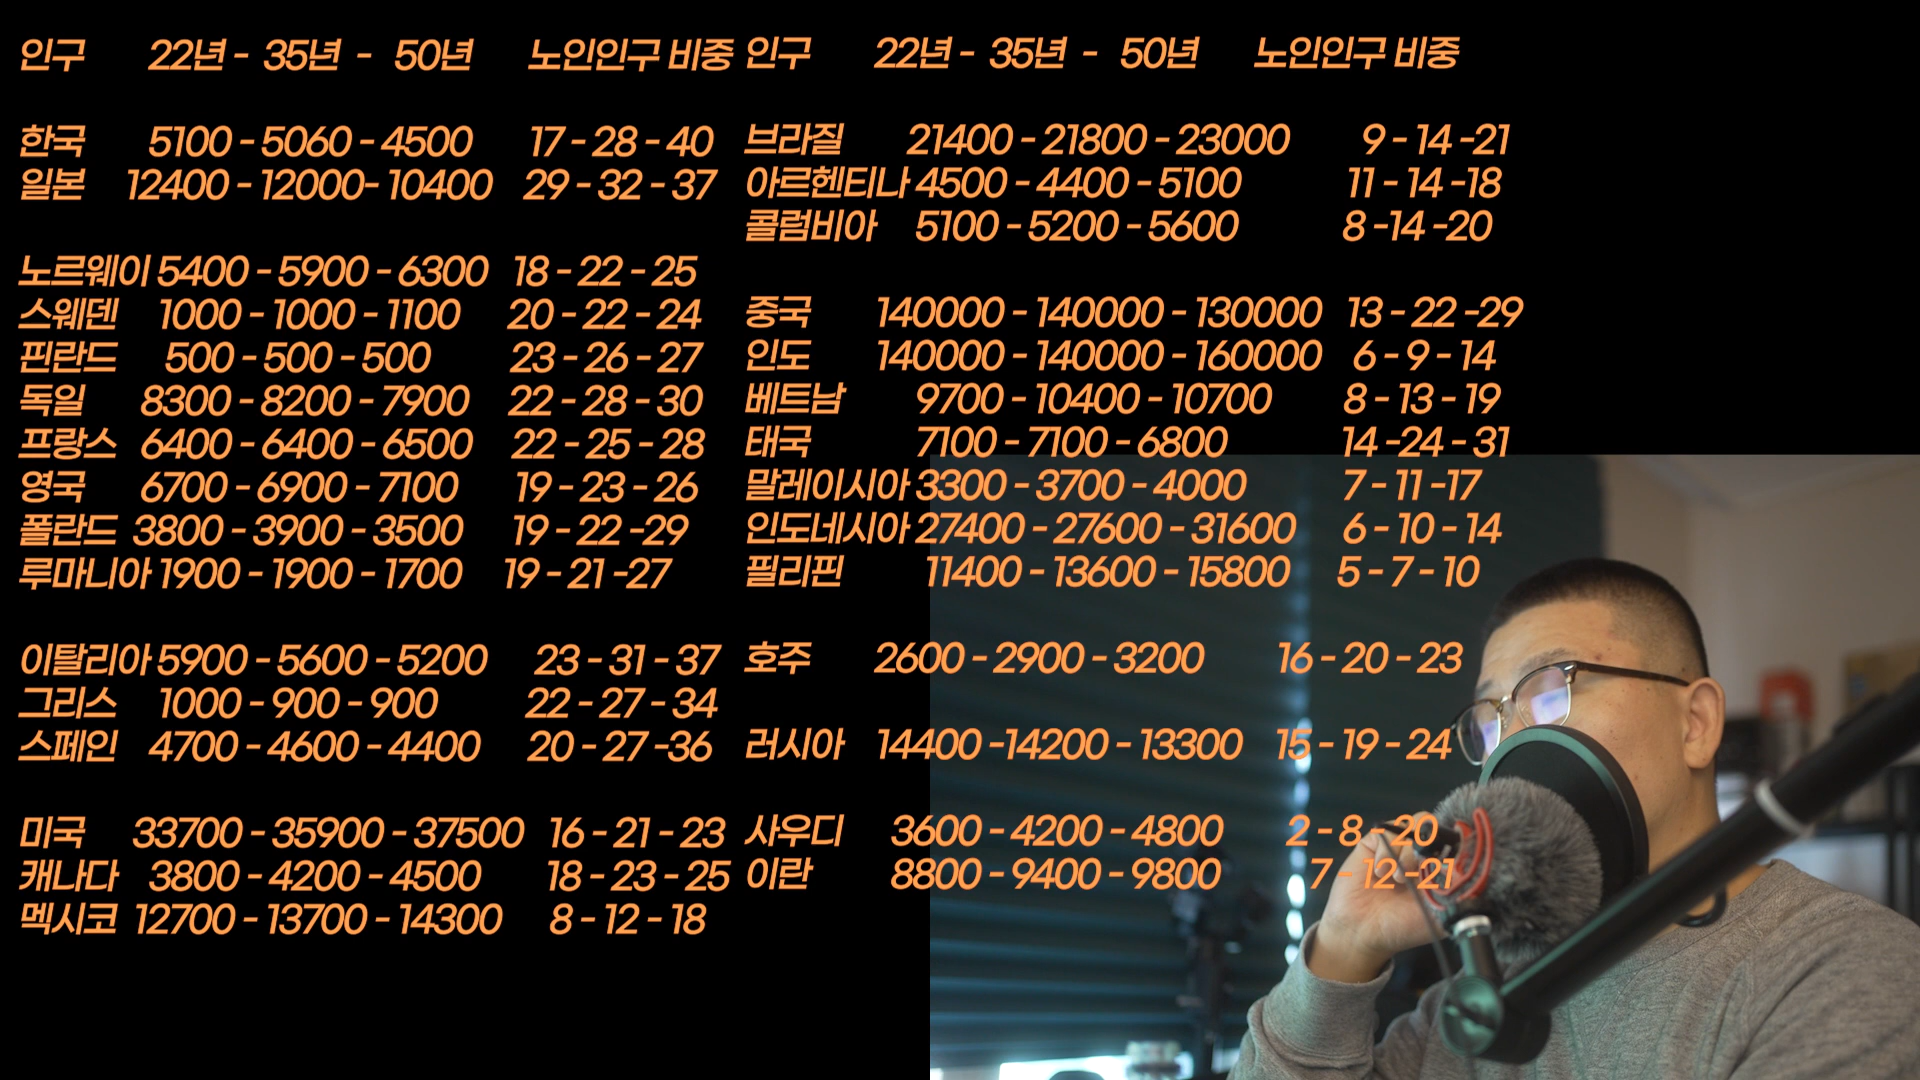 인구 22년 - 35년 - 50년 노인인구 비중
한국 5100 - 5060 - 4500 17 - 28 - 40
일본 12400 - 12000- 10400 29 - 32 - 37
노르웨이 5400 - 5900 - 6300 18 - 22 - 25
스웨덴 1000 - 1000 - 1100 20 - 22 - 24
핀란드 500 - 500 - 500 23 - 26 - 27
독일 8300 - 8200 - 7900 22 - 28 - 30
프랑스 6400 - 6400 - 6500 22 - 25 - 28
영국 6700 - 6900 - 7100 19 - 23 - 26
폴란드 3800 - 3900 - 3500 19 - 22 -29
루마니아 1900 - 1900 - 1700 19 - 21 -27
이탈리아 5900 - 5600 - 5200 23 - 31 - 37
그리스 1000 - 900 - 900 22 - 27 - 34
스페인 4700 - 4600 - 4400 20 - 27 -36
미국 33700 - 35900 - 37500 16 - 21 - 23
캐나다 3800 - 4200 - 4500 18 - 23 - 25
멕시코 12700 - 13700 - 14300 8 - 12 - 18
인구 22년 - 35년 - 50년 노인인구 비중
브라질 21400 - 21800 - 23000 9 - 14 -21
아르헨티나 4500 - 4400 - 5100 11 - 14 -18
콜럼비아 5100 - 5200 - 5600 8 -14 -20
중국 140000 - 140000 - 130000 13 - 22 -29
인도 140000 - 140000 - 160000 6 - 9 - 14
베트남 9700 - 10400 - 10700 8 - 13 - 19
태국 7100 - 7100 - 6800 14 -24 - 31
말레이시아 3300 - 3700 - 4000 7 - 11 -17
인도네시아 27400 - 27600 - 31600 6 - 10 - 14
필리핀 11400 - 13600 - 15800 5 - 7 - 10
호주 2600 - 2900 - 3200 16 - 20 - 23
러시아 14400 -14200 - 13300 15 - 19 - 24
사우디 3600 - 4200 - 4800 2 - 8 - 20
이란 8800 - 9400 - 9800 7 - 12 -21